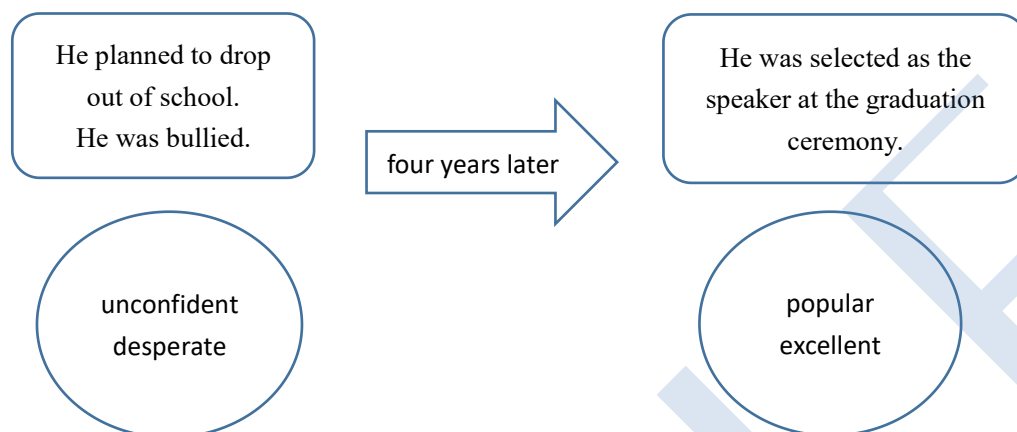 He planned to drop
out of school.
He was bullied.
four years later
He was selected as the
speaker at the graduation
ceremony.
unconfident
desperate
popular
excellent